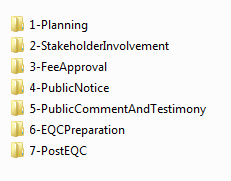 1-Planning
2-StakeholderInvolvement
3-FeeApproval
4-PublicNotice
5-PublicCommentAndTestimony
6-EQCPreparation
7-PostEQC